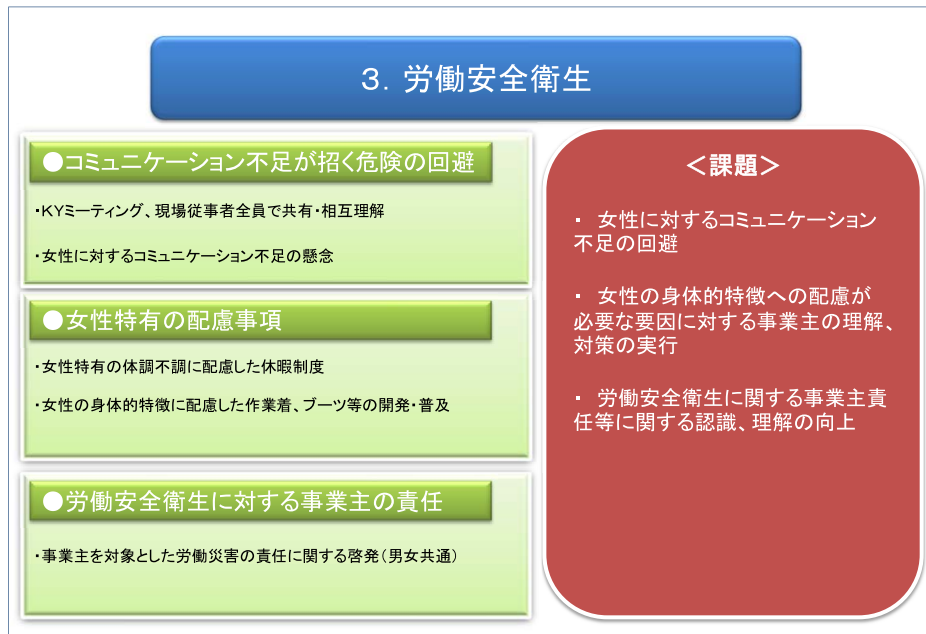 ３．労働安全衛生
●コミュニケーション不足が招く危険の回避
・KYミーティング、現場従事者全員で共有・相互理解
・女性に対するコミュニケーション不足の懸念
●女性特有の配慮事項
・女性特有の体調不調に配慮した休暇制度
・女性の身体的特徴に配慮した作業着、ブーツ等の開発・普及
●労働安全衛生に対する事業主の責任
・事業主を対象とした労働災害の責任に関する啓発（男女共通）
＜課題＞
・ 女性に対するコミュニケーション
不足の回避
・ 女性の身体的特徴への配慮が
必要な要因に対する事業主の理解、
対策の実行
・ 労働安全衛生に関する事業主責
任等に関する認識、理解の向上